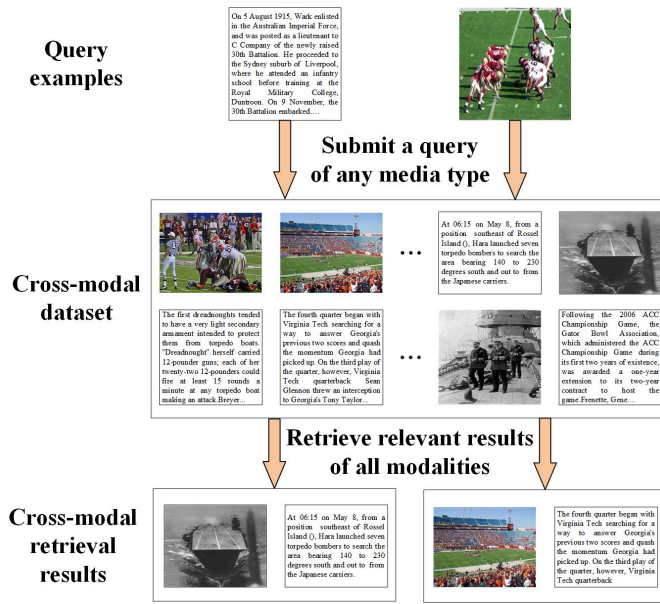 Query
examples
On 5 August 1915, Wark enlisted
in the Australian Imperial Force,
and was posted as a lieutenant to
C Company of the newly raised
30th Battalion. He proceeded to
the Sydney suburb of Liverpool,
where he attended an infantry
school before training at the
Royal Military College,
Duntroon. On 9 November, the
30th Battalion embarked....
Submit a query
of any media type
Cross-modal
dataset
...
At 06:15 on May 8, from a
position southeast of Rossel
Island (), Hara launched seven
torpedo bombers to search the
area bearing 140 to 230
degrees south and out to from
the Japanese carriers.
The first dreadnoughts tended
to have a very light secondary
armament intended to protect
them from torpedo boats.
"Dreadnought" herself carried
12-pounder guns; each of her
twenty-two 12-pounders could
fire at least 15 rounds a
minute at any torpedo boat
making an attack.Breyer...
The fourth quarter began with
Virginia Tech searching for a
way to answer Georgia's
previous two scores and quash
the momentum Georgia had
picked up. On the third play of
the quarter, however, Virginia
Tech quarterback Sean
Glennon threw an interception
to Georgia's Tony Taylor...
...
Following the 2006 ACC
Championship Game, the
Gator Bowl Association,
which administered the ACC
Championship Game during
its first two years of existence,
was awarded a one-year
extension to its two-year
contract to host the
game.Frenette, Gene....
Retrieve relevant results
of all modalities
Cross-modal
retrieval
results
At 06:15 on May 8, from a
position southeast of Rossel
Island (), Hara launched seven
torpedo bombers to search the
area bearing 140 to 230
degrees south and out to from
the Japanese carriers.
The fourth quarter began with
Virginia Tech searching for a
way to answer Georgia's
previous two scores and quash
the momentum Georgia had
picked up. On the third play of
the quarter, however, Virginia
Tech quarterback